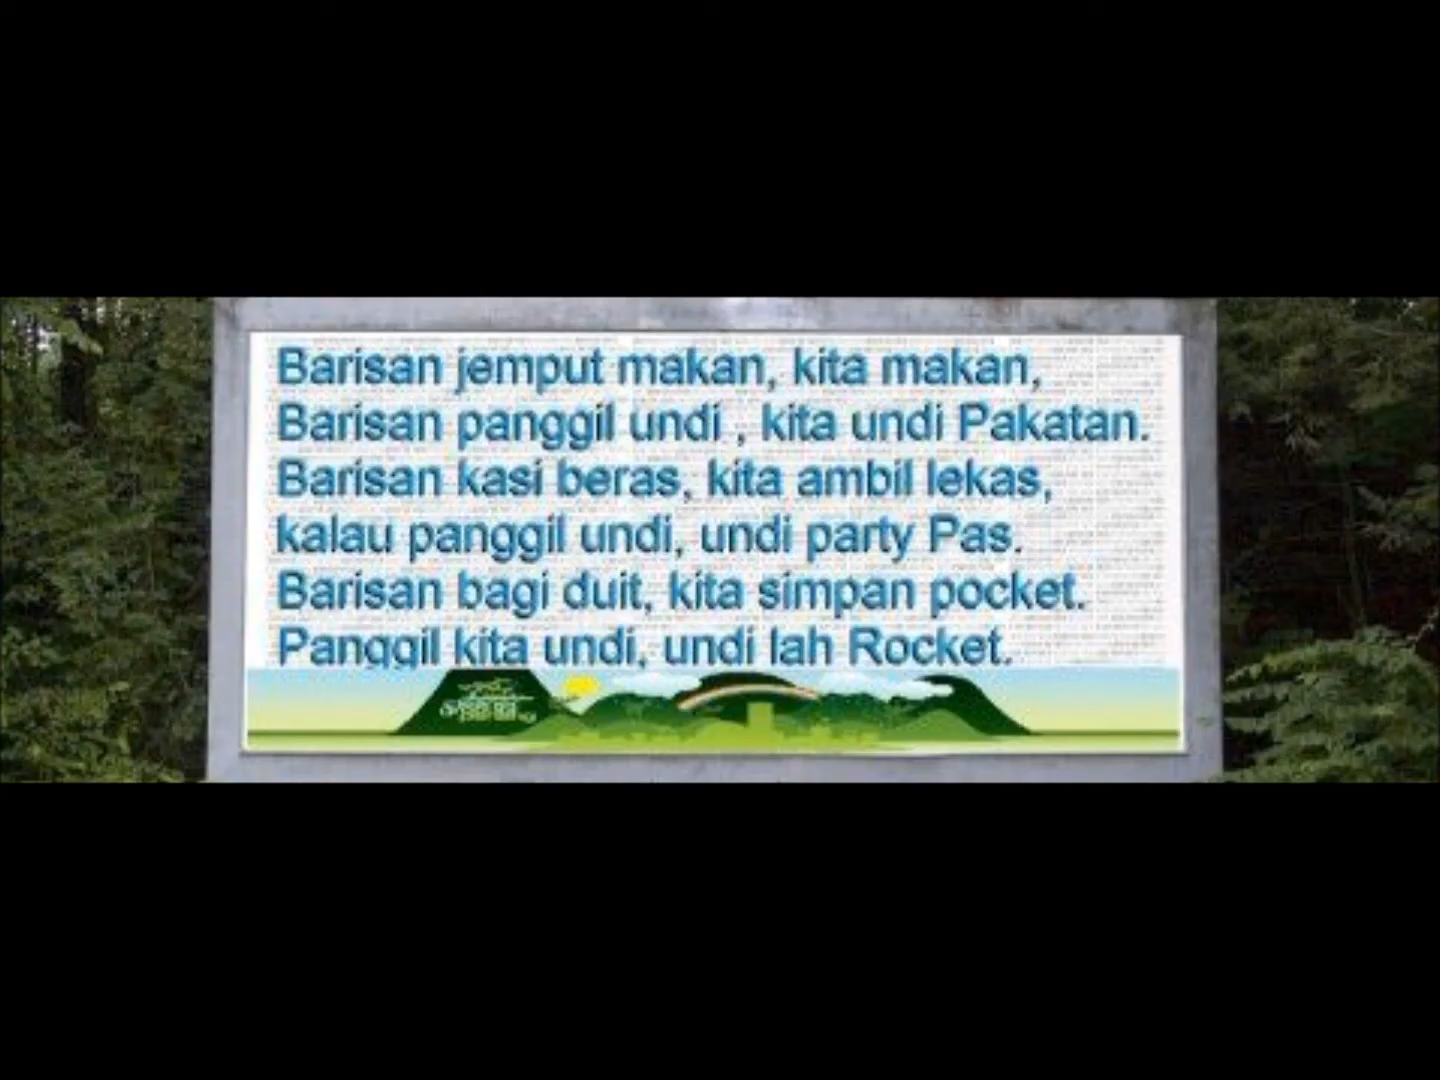 Barisan jemput makan, kita makan,
Barisan panggil undi , kita undi Pakatan.
Barisan kasi beras, kita ambil lekas,
kalau panggil undi, undi party Pas.
Barisan bagi duit, kita simpan pocket.
Panggil kita undi, undi lah Rocket.